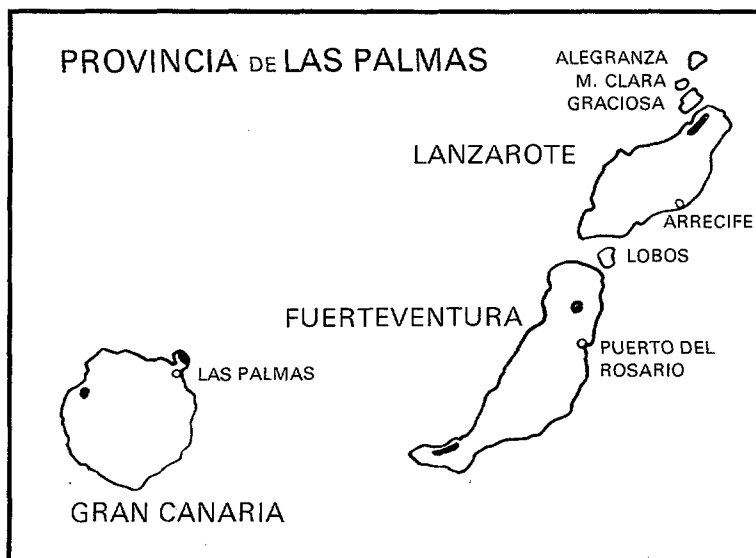 PROVINCIA DE LAS PALMAS
ALEGRANZA
M. CLARA
GRACIOSA
LANZAROTE
ARRECIFE
LOBOS
FUERTEVENTURA
PUERTO DEL
ROSARIO
LAS PALMAS
GRAN CANARIA